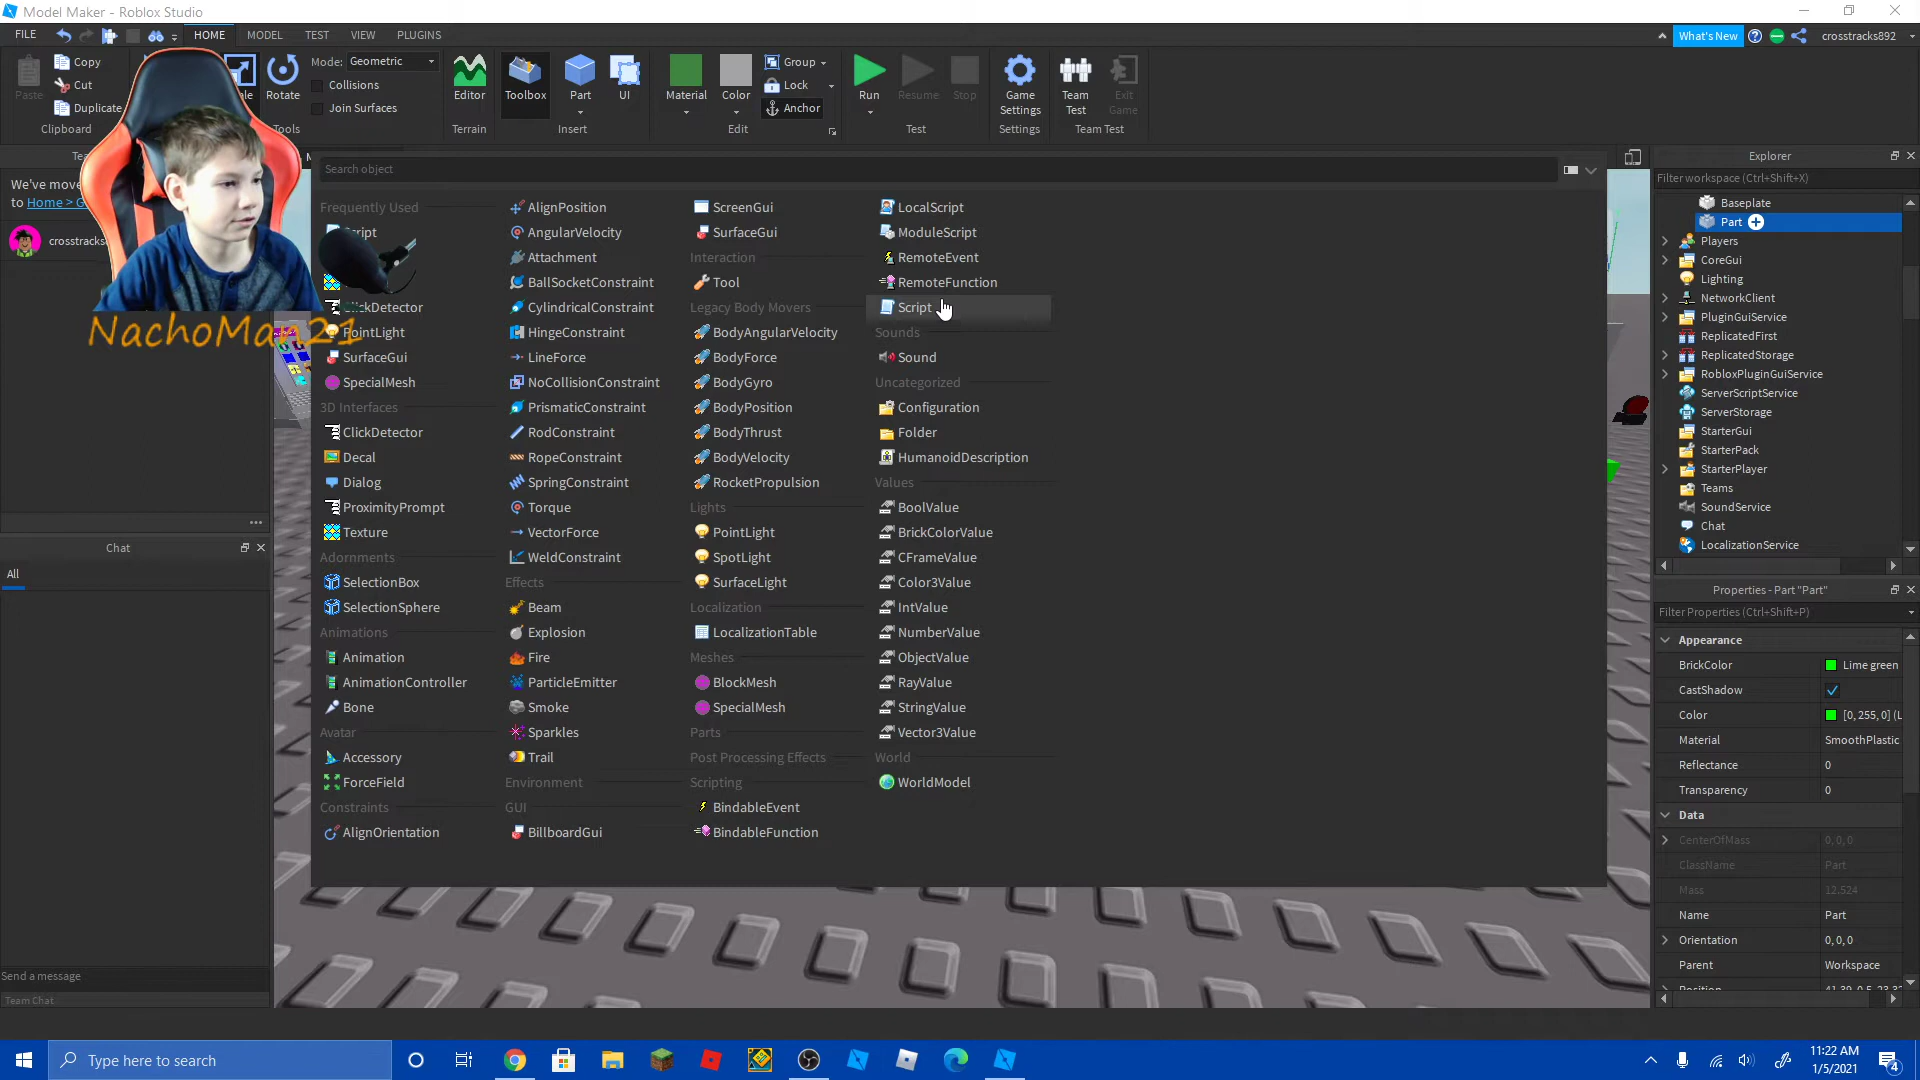 Model Maker - Roblox Studio
FILE
HOME
MODEL
TEST
VIEW
PLUGINS
What's New
crosstracks892
Paste
Copy
Cut
Duplicate
Clipboard
Rotate
Tools
Mode: Geometric
Collisions
Join Surfaces
Editor
Terrain
Toolbox
Part
UI
Insert
Material
Color
Group
Lock
Anchor
Edit
Run
Resume
Stop
Test
Game Settings
Settings
Team Test
Exit Game
Team Test
We've move
to Home > G
crosstracks
NachoMan21
Chat
All
Send a message
Team Chat
Search object
Frequently Used
ClickDetector
PointLight
SurfaceGui
SpecialMesh
3D Interfaces
ClickDetector
Decal
Dialog
ProximityPrompt
Texture
Adornments
SelectionBox
SelectionSphere
Animations
Animation
AnimationController
Bone
Avatar
Accessory
ForceField
Constraints
AlignOrientation
AlignPosition
AngularVelocity
Attachment
BallSocketConstraint
CylindricalConstraint
HingeConstraint
LineForce
NoCollisionConstraint
PrismaticConstraint
RodConstraint
RopeConstraint
SpringConstraint
Torque
VectorForce
WeldConstraint
Effects
Beam
Explosion
Fire
ParticleEmitter
Smoke
Sparkles
Trail
Environment
GUI
BillboardGui
ScreenGui
SurfaceGui
Interaction
Tool
Legacy Body Movers
BodyAngularVelocity
BodyForce
BodyGyro
BodyPosition
BodyThrust
BodyVelocity
RocketPropulsion
Lights
PointLight
SpotLight
SurfaceLight
Localization
LocalizationTable
Meshes
BlockMesh
SpecialMesh
Parts
Post Processing Effects
Scripting
BindableEvent
BindableFunction
LocalScript
ModuleScript
RemoteEvent
RemoteFunction
Script
Sounds
Sound
Uncategorized
Configuration
Folder
HumanoidDescription
Values
BoolValue
BrickColorValue
CFrameValue
Color3Value
IntValue
NumberValue
ObjectValue
RayValue
StringValue
Vector3Value
World
WorldModel
Explorer
Filter workspace (Ctrl+Shift+X)
Baseplate
Part
Players
CoreGui
Lighting
NetworkClient
PluginGuiService
ReplicatedFirst
ReplicatedStorage
RobloxPluginGuiService
ServerScriptService
ServerStorage
StarterGui
StarterPack
StarterPlayer
Teams
SoundService
Chat
LocalizationService
Properties - Part "Part"
Filter Properties (Ctrl+Shift+P)
Appearance
BrickColor Lime green
CastShadow
Color [0, 255, 0] (L
Material SmoothPlastic
Reflectance 0
Transparency 0
Data
CenterOfMass 0, 0, 0
ClassName Part
Mass 12.524
Name Part
Orientation 0, 0, 0
Parent Workspace
Type here to search
11:22 AM
1/5/2021
4